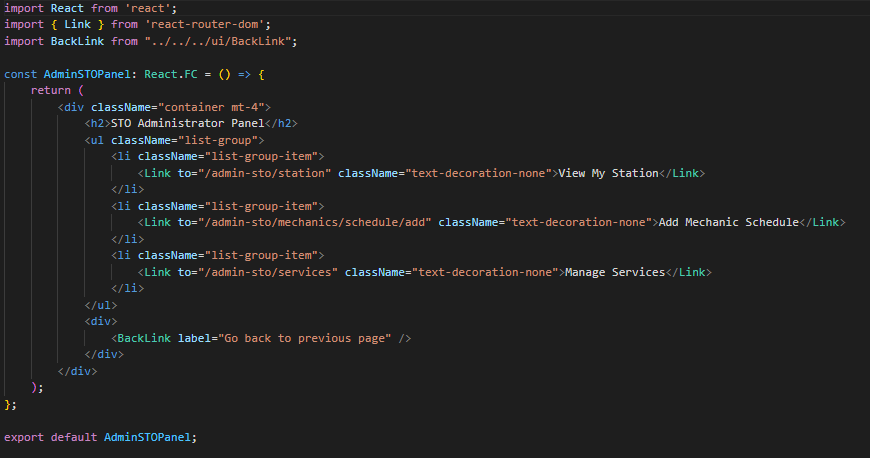 import React from 'react';
import { Link } from 'react-router-dom';
import BackLink from "../../../ui/BackLink";

const AdminSTOPanel: React.FC = () => {
    return (
        <div className="container mt-4">
            <h2>STO Administrator Panel</h2>
            <ul className="list-group">
                <li className="list-group-item">
                    <Link to="/admin-sto/station" className="text-decoration-none">View My Station</Link>
                </li>
                <li className="list-group-item">
                    <Link to="/admin-sto/mechanics/schedule/add" className="text-decoration-none">Add Mechanic Schedule</Link>
                </li>
                <li className="list-group-item">
                    <Link to="/admin-sto/services" className="text-decoration-none">Manage Services</Link>
                </li>
            </ul>
            <div>
                <BackLink label="Go back to previous page" />
            </div>
        </div>
    );
};

export default AdminSTOPanel;